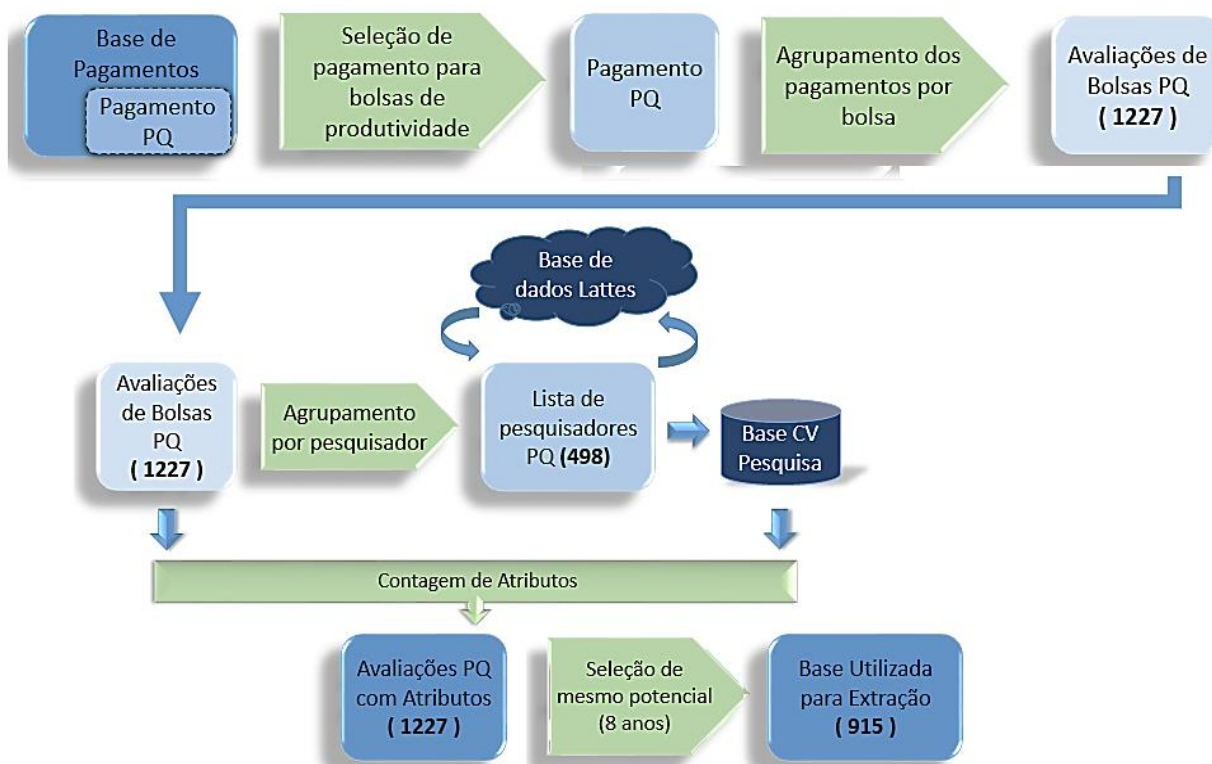 Base de
Pagamentos
Pagamento
PQ
Seleção de
pagamento para
bolsas de
produtividade
Pagamento
PQ
Agrupamento dos
pagamentos por
bolsa
Avaliações de
Bolsas PQ
( 1227 )
Base de
dados Lattes
Avaliações
de Bolsas
PQ
( 1227 )
Agrupamento
por pesquisador
Lista de
pesquisadores
PQ (498)
Base CV
Pesquisa
Contagem de Atributos
Avaliações PQ
com Atributos
( 1227 )
Seleção de
mesmo potencial
(8 anos)
Base Utilizada
para Extração
( 915 )